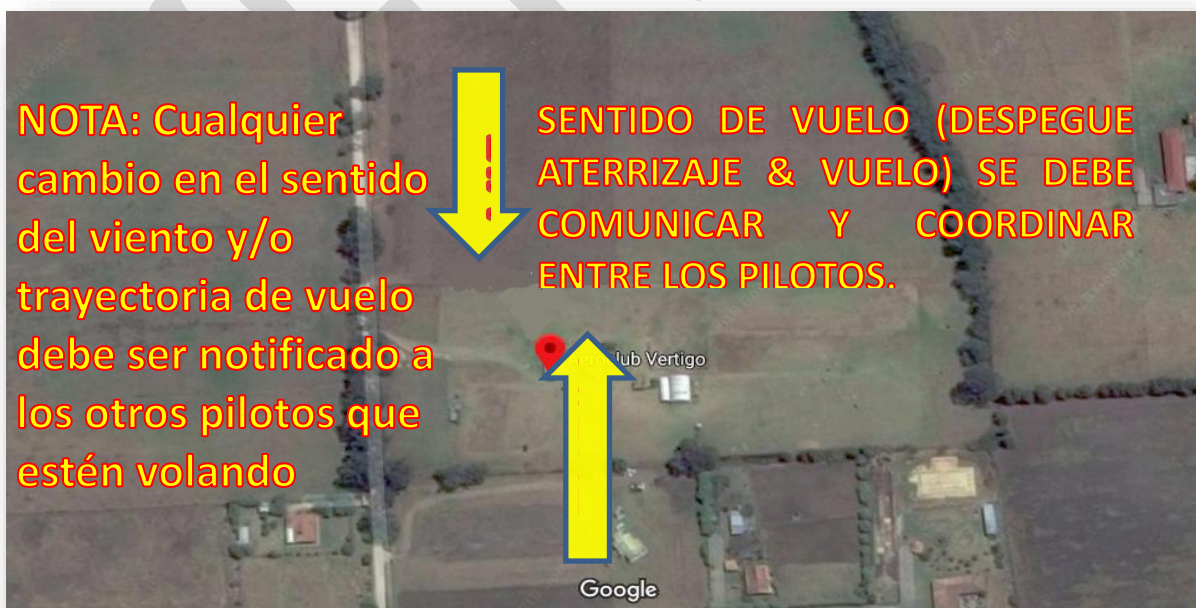 NOTA: Cualquier
cambio en el sentido
del viento y/o
trayectoria de vuelo
debe ser notificado a
los otros pilotos que
estén volando
SENTIDO DE VUELO (DESPEGUE
ATERRIZAJE & VUELO) SE DEBE
COMUNICAR Y COORDINAR
ENTRE LOS PILOTOS.
Vertigo
Google